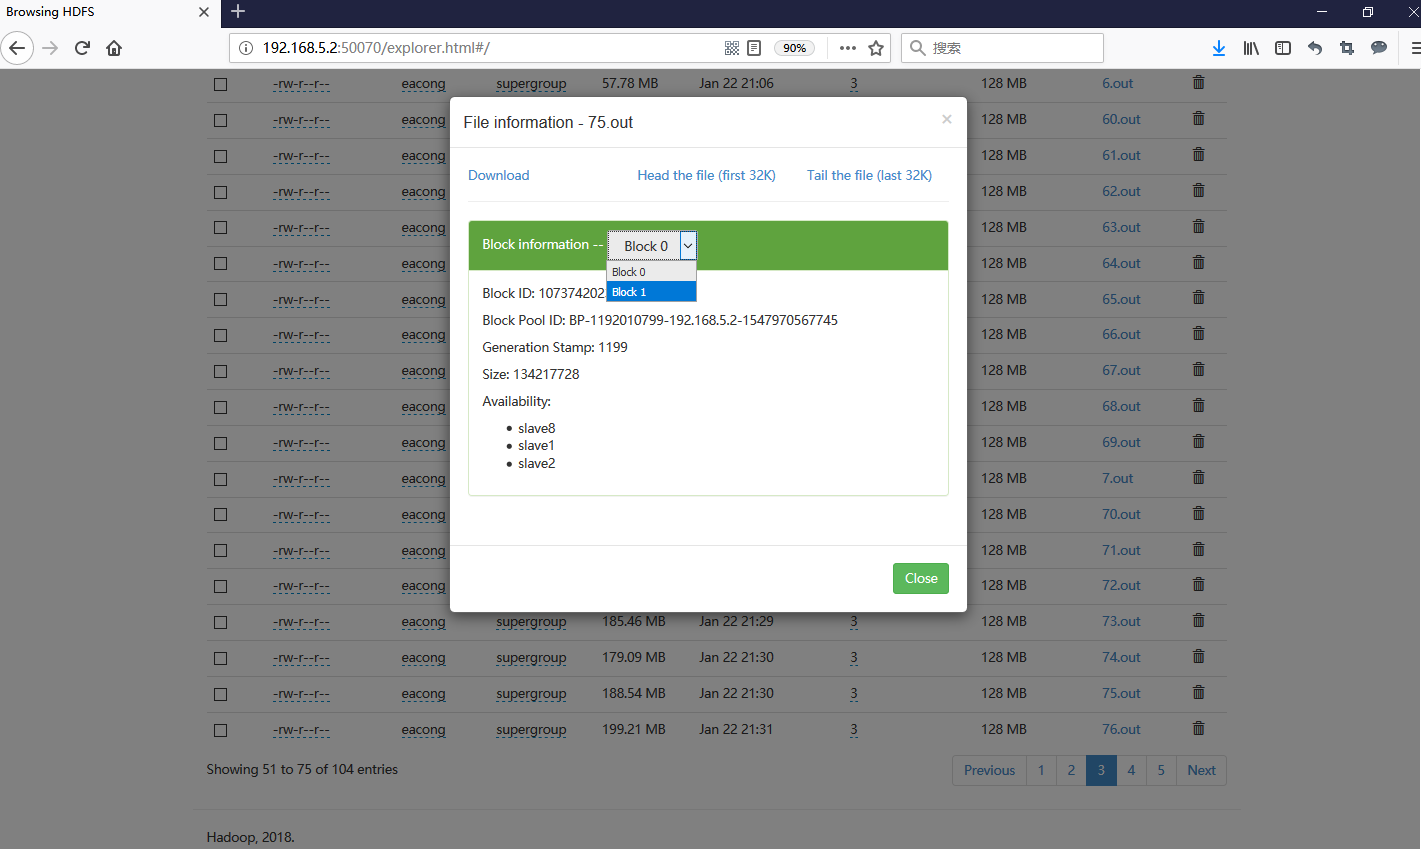 Browsing HDFS
192.168.5.2:50070/explorer.html#/
90%
搜索
-rw-r--r-- eacong supergroup 57.78 MB Jan 22 21:06 3 128 MB 6.out
File information - 75.out
×
-rw-r--r-- eacong 128 MB 60.out
-rw-r--r-- eacong 128 MB 61.out
Download Head the file (first 32K) Tail the file (last 32K)
-rw-r--r-- eacong 128 MB 62.out
-rw-r--r-- eacong 128 MB 63.out
Block information -- Block 0
Block 0
Block 1
-rw-r--r-- eacong 128 MB 64.out
Block ID: 107374202
-rw-r--r-- eacong 128 MB 65.out
Block Pool ID: BP-1192010799-192.168.5.2-1547970567745
-rw-r--r-- eacong 128 MB 66.out
Generation Stamp: 1199
-rw-r--r-- eacong 128 MB 67.out
Size: 134217728
Availability:
-rw-r--r-- eacong 128 MB 68.out
slave8
-rw-r--r-- eacong 128 MB 69.out
slave1
slave2
-rw-r--r-- eacong 128 MB 7.out
-rw-r--r-- eacong 128 MB 70.out
-rw-r--r-- eacong 128 MB 71.out
Close
-rw-r--r-- eacong 128 MB 72.out
-rw-r--r-- eacong supergroup 185.46 MB Jan 22 21:29 3 128 MB 73.out
-rw-r--r-- eacong supergroup 179.09 MB Jan 22 21:30 3 128 MB 74.out
-rw-r--r-- eacong supergroup 188.54 MB Jan 22 21:30 3 128 MB 75.out
-rw-r--r-- eacong supergroup 199.21 MB Jan 22 21:31 3 128 MB 76.out
Showing 51 to 75 of 104 entries
Previous 1 2 3 4 5 Next
Hadoop, 2018.